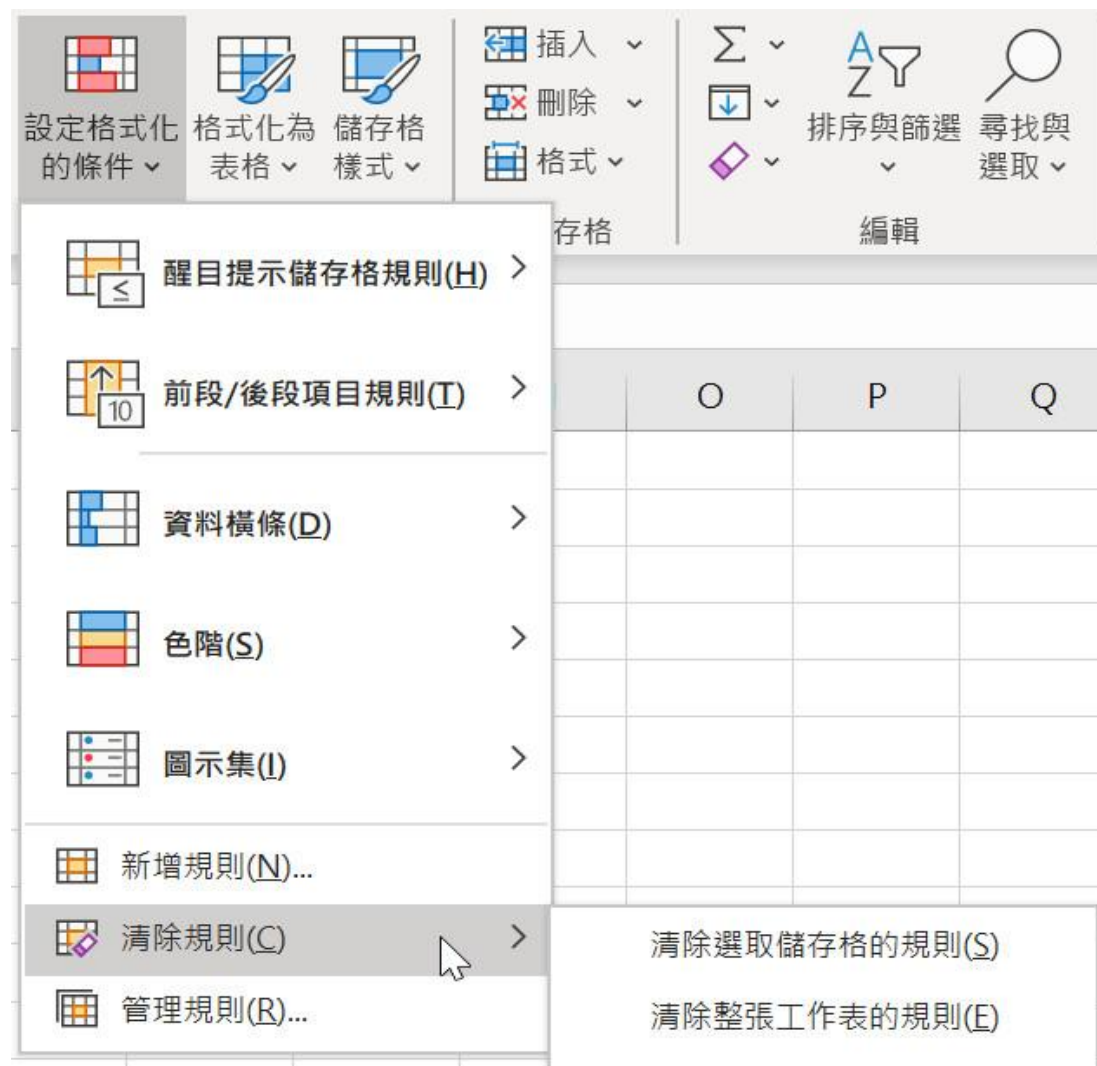 設定格式化
的條件
格式化為
表格
儲存格
樣式
插入
刪除
格式
排序與篩選
尋找與
選取
存格
編輯
醒目提示儲存格規則(H)
前段/後段項目規則(T)
資料橫條(D)
色階(S)
圖示集(I)
新增規則(N)...
清除規則(C)
管理規則(R)...
清除選取儲存格的規則(S)
清除整張工作表的規則(E)
O
P
Q
≤
10
A
Z